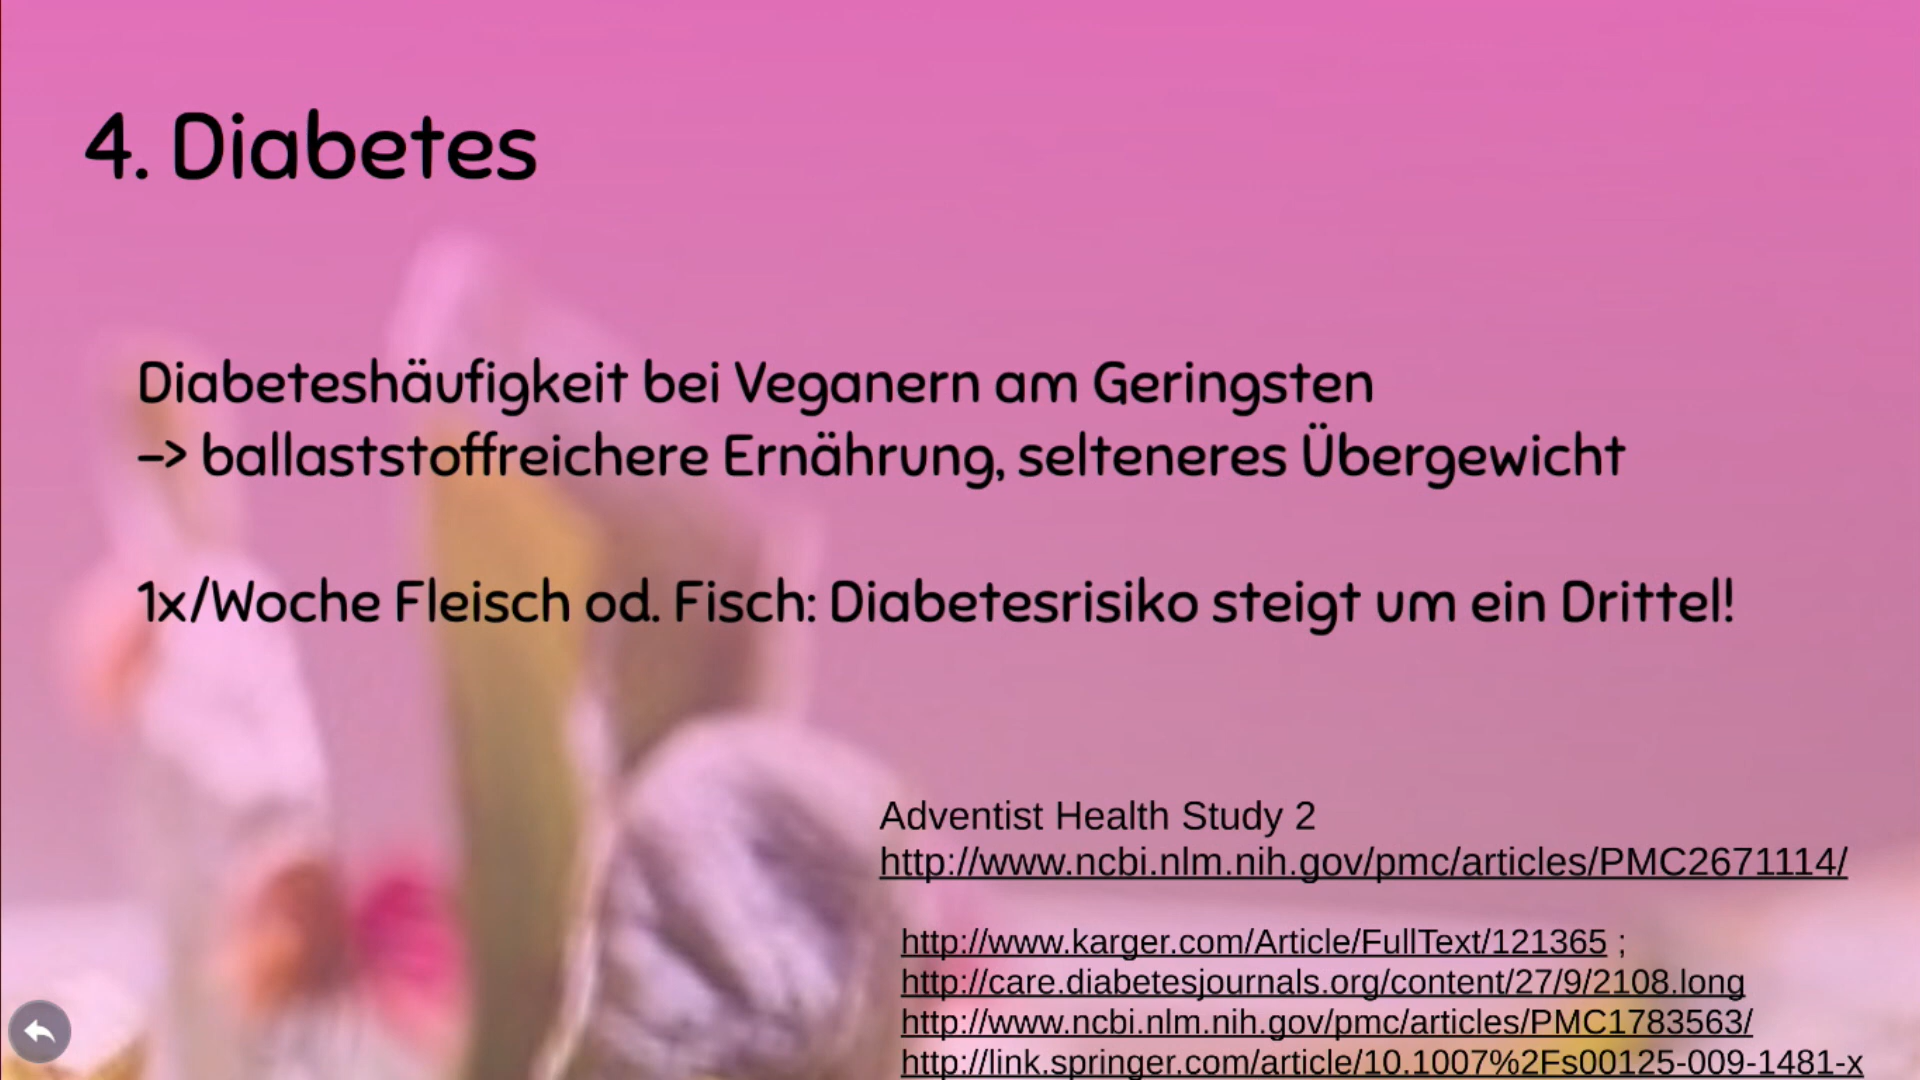 4. Diabetes
Diabeteshäufigkeit bei Veganern am Geringsten
-> ballaststoffreichere Ernährung, selteneres Übergewicht
1x/Woche Fleisch od. Fisch: Diabetesrisiko steigt um ein Drittel!
Adventist Health Study 2
http://www.ncbi.nlm.nih.gov/pmc/articles/PMC2671114/
http://www.karger.com/Article/FullText/121365 ;
http://care.diabetesjournals.org/content/27/9/2108.long
http://www.ncbi.nlm.nih.gov/pmc/articles/PMC1783563/
http://link.springer.com/article/10.1007%2Fs00125-009-1481-x